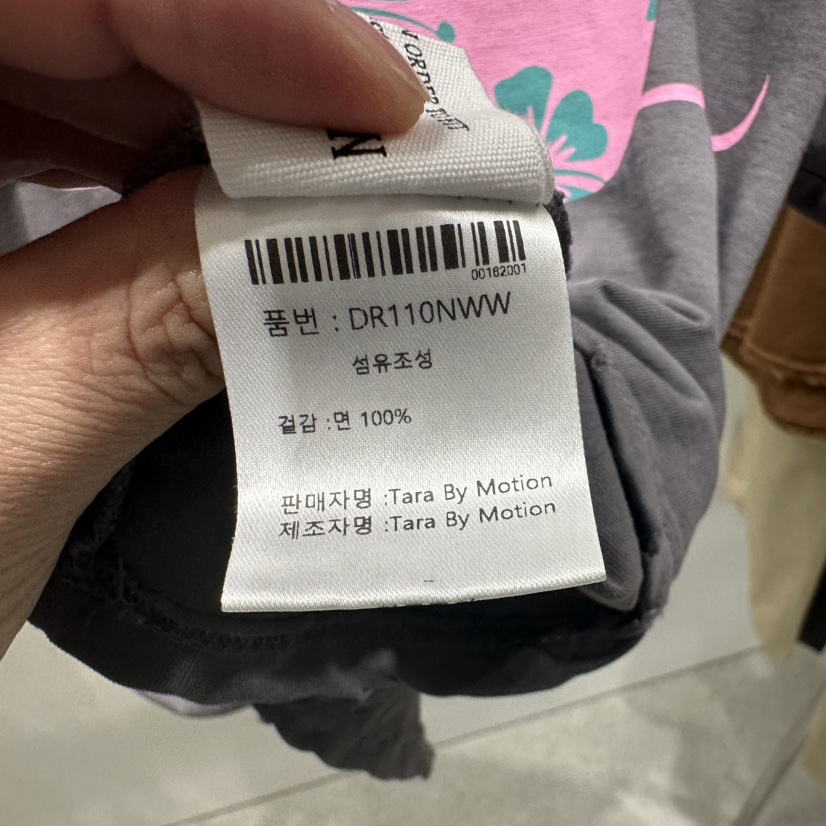 00182001
품번 : DR110NWW
섬유조성
겉감 :면 100%
판매자명 :Tara By Motion
제조자명 :Tara By Motion